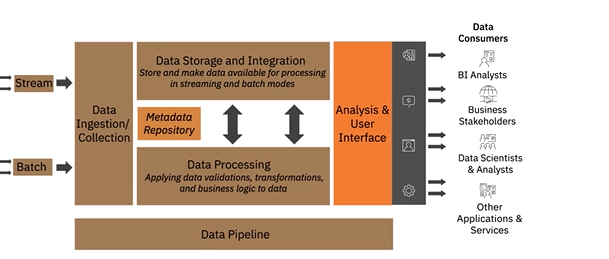 Data
Consumers
Data Storage and Integration
Store and make data available for processing
in streaming and batch modes
Stream
BI Analysts
Data
Ingestion/
Collection
Metadata
Repository
Analysis &
User
Interface
$
Business
Stakeholders
Batch
Data Processing
Applying data validations, transformations,
and business logic to data
Data Scientists
& Analysts
Other
Applications &
Services
Data Pipeline